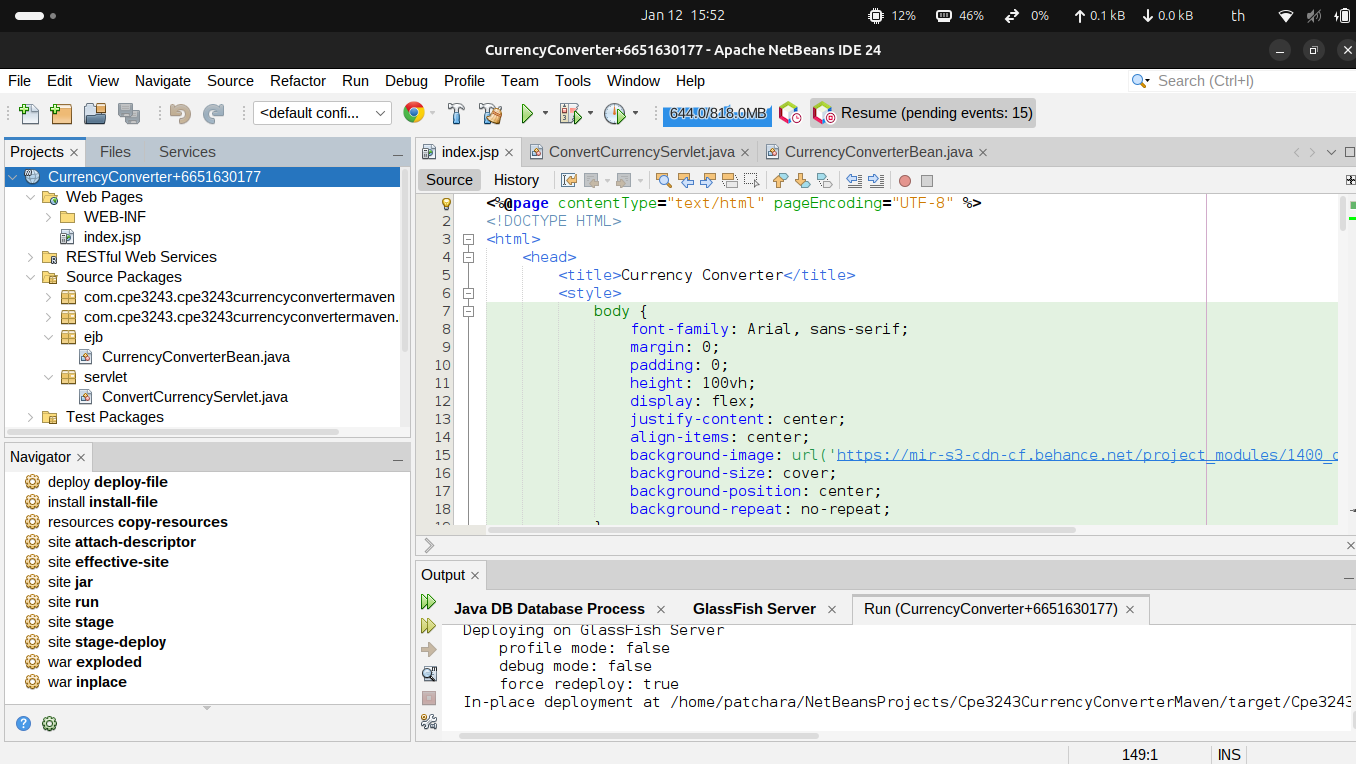 Jan 12 15:52
12%
46%
0%
0.1 kB
0.0 kB
th
CurrencyConverter+6651630177 - Apache NetBeans IDE 24
File Edit View Navigate Source Refactor Run Debug Profile Team Tools Window Help
Search (Ctrl+I)
<default confi...
644.0/818.0MB
Resume (pending events: 15)
Projects Files Services
CurrencyConverter+6651630177
Web Pages
WEB-INF
index.jsp
RESTful Web Services
Source Packages
com.cpe3243.cpe3243currencyconvertermaven
com.cpe3243.cpe3243currencyconvertermaven.
ejb
CurrencyConverterBean.java
servlet
ConvertCurrencyServlet.java
Test Packages
Navigator
deploy deploy-file
install install-file
resources copy-resources
site attach-descriptor
site effective-site
site jar
site run
site stage
site stage-deploy
war exploded
war inplace
index.jsp ConvertCurrencyServlet.java CurrencyConverterBean.java
Source History
<%@page contentType="text/html" pageEncoding="UTF-8" %>
2 <!DOCTYPE HTML>
3 <html>
4 <head>
5 <title>Currency Converter</title>
6 <style>
7 body {
8 font-family: Arial, sans-serif;
9 margin: 0;
10 padding: 0;
11 height: 100vh;
12 display: flex;
13 justify-content: center;
14 align-items: center;
15 background-image: url('https://mir-s3-cdn-cf.behance.net/project_modules/1400_
16 background-size: cover;
17 background-position: center;
18 background-repeat: no-repeat;
Output
Java DB Database Process GlassFish Server Run (CurrencyConverter+6651630177)
Deploying on GlassFish Server
profile mode: false
debug mode: false
force redeploy: true
In-place deployment at /home/patchara/NetBeansProjects/Cpe3243CurrencyConverterMaven/target/Cpe3243
149:1 INS